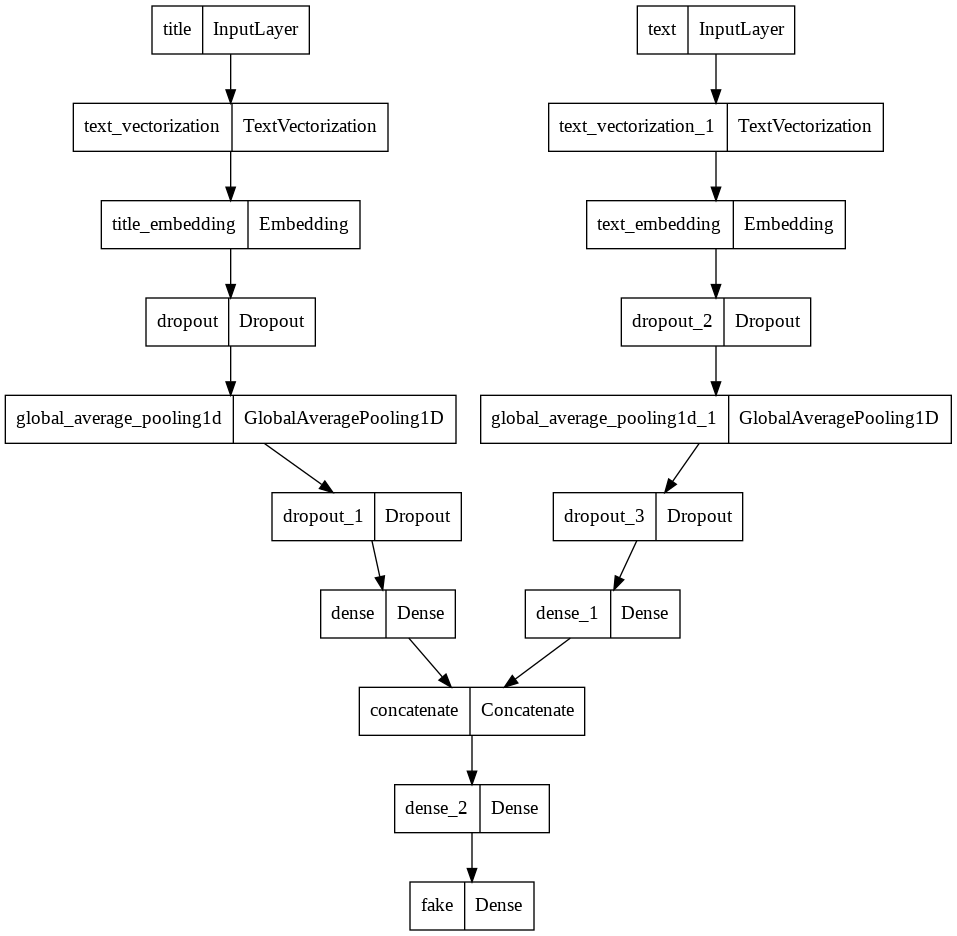 title InputLayer
text InputLayer
text_vectorization TextVectorization
text_vectorization_1 TextVectorization
title_embedding Embedding
text_embedding Embedding
dropout Dropout
dropout_2 Dropout
global_average_pooling1d GlobalAveragePooling1D
global_average_pooling1d_1 GlobalAveragePooling1D
dropout_1 Dropout
dropout_3 Dropout
dense Dense
dense_1 Dense
concatenate Concatenate
dense_2 Dense
fake Dense